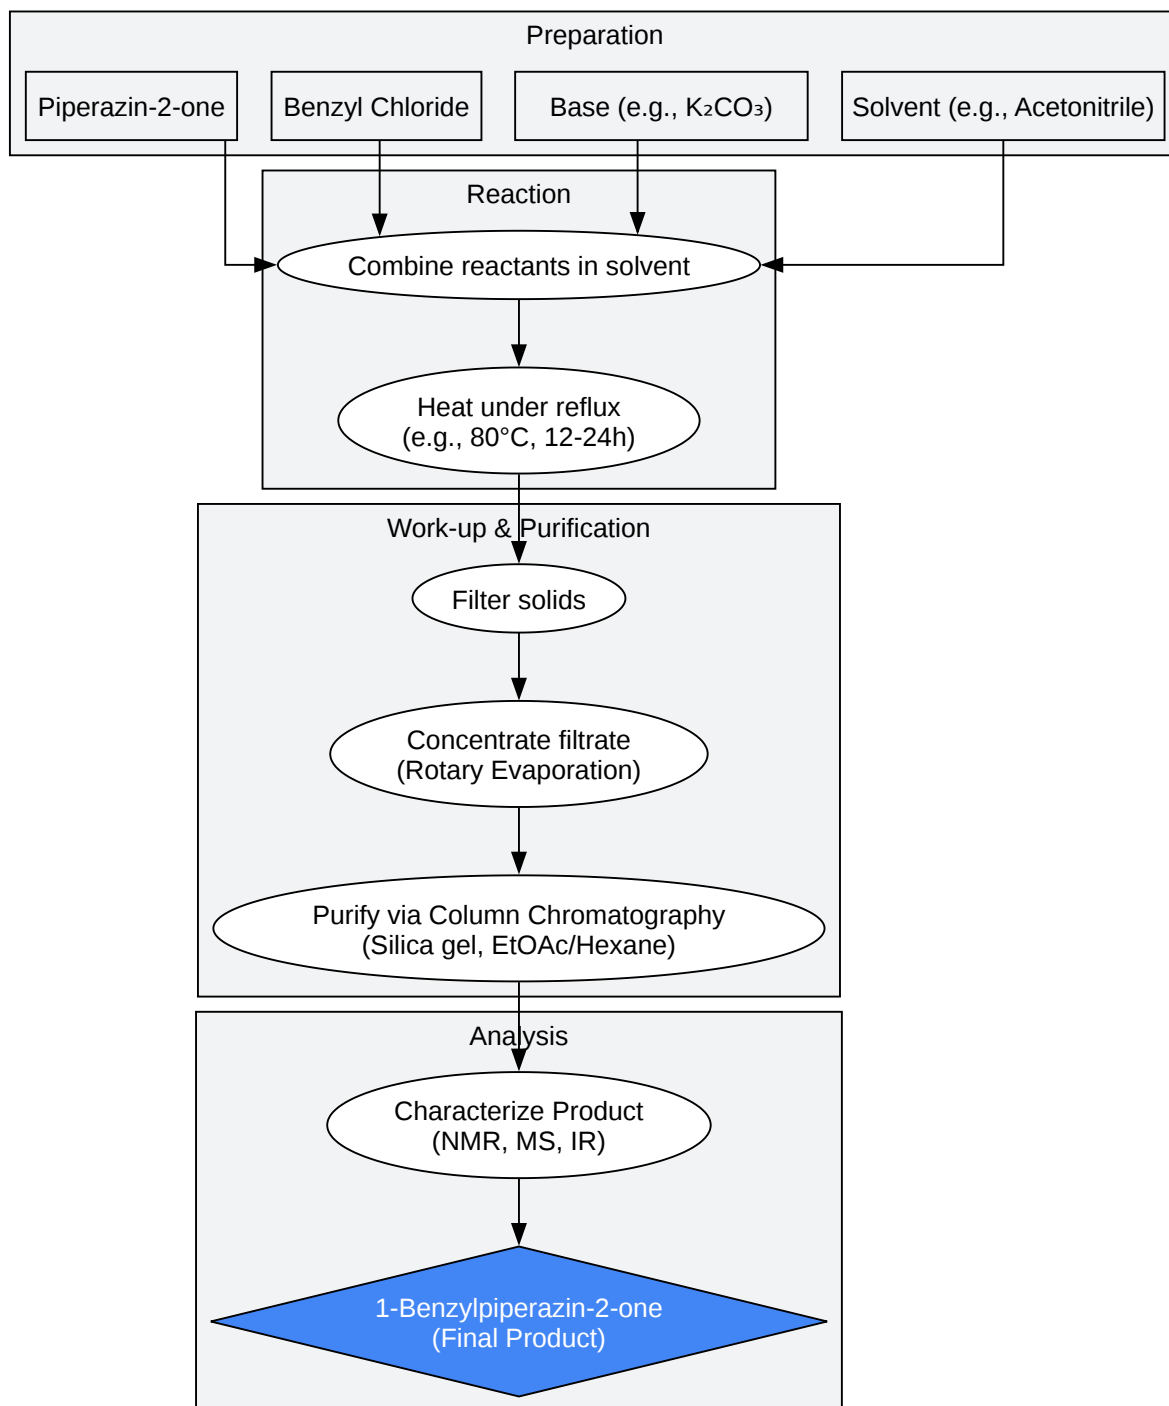 Preparation
Piperazin-2-one
Benzyl Chloride
Base (e.g., K₂CO₃)
Solvent (e.g., Acetonitrile)
Reaction
Combine reactants in solvent
Heat under reflux
(e.g., 80°C, 12-24h)
Work-up & Purification
Filter solids
Concentrate filtrate
(Rotary Evaporation)
Purify via Column Chromatography
(Silica gel, EtOAc/Hexane)
Analysis
Characterize Product
(NMR, MS, IR)
1-Benzylpiperazin-2-one
(Final Product)